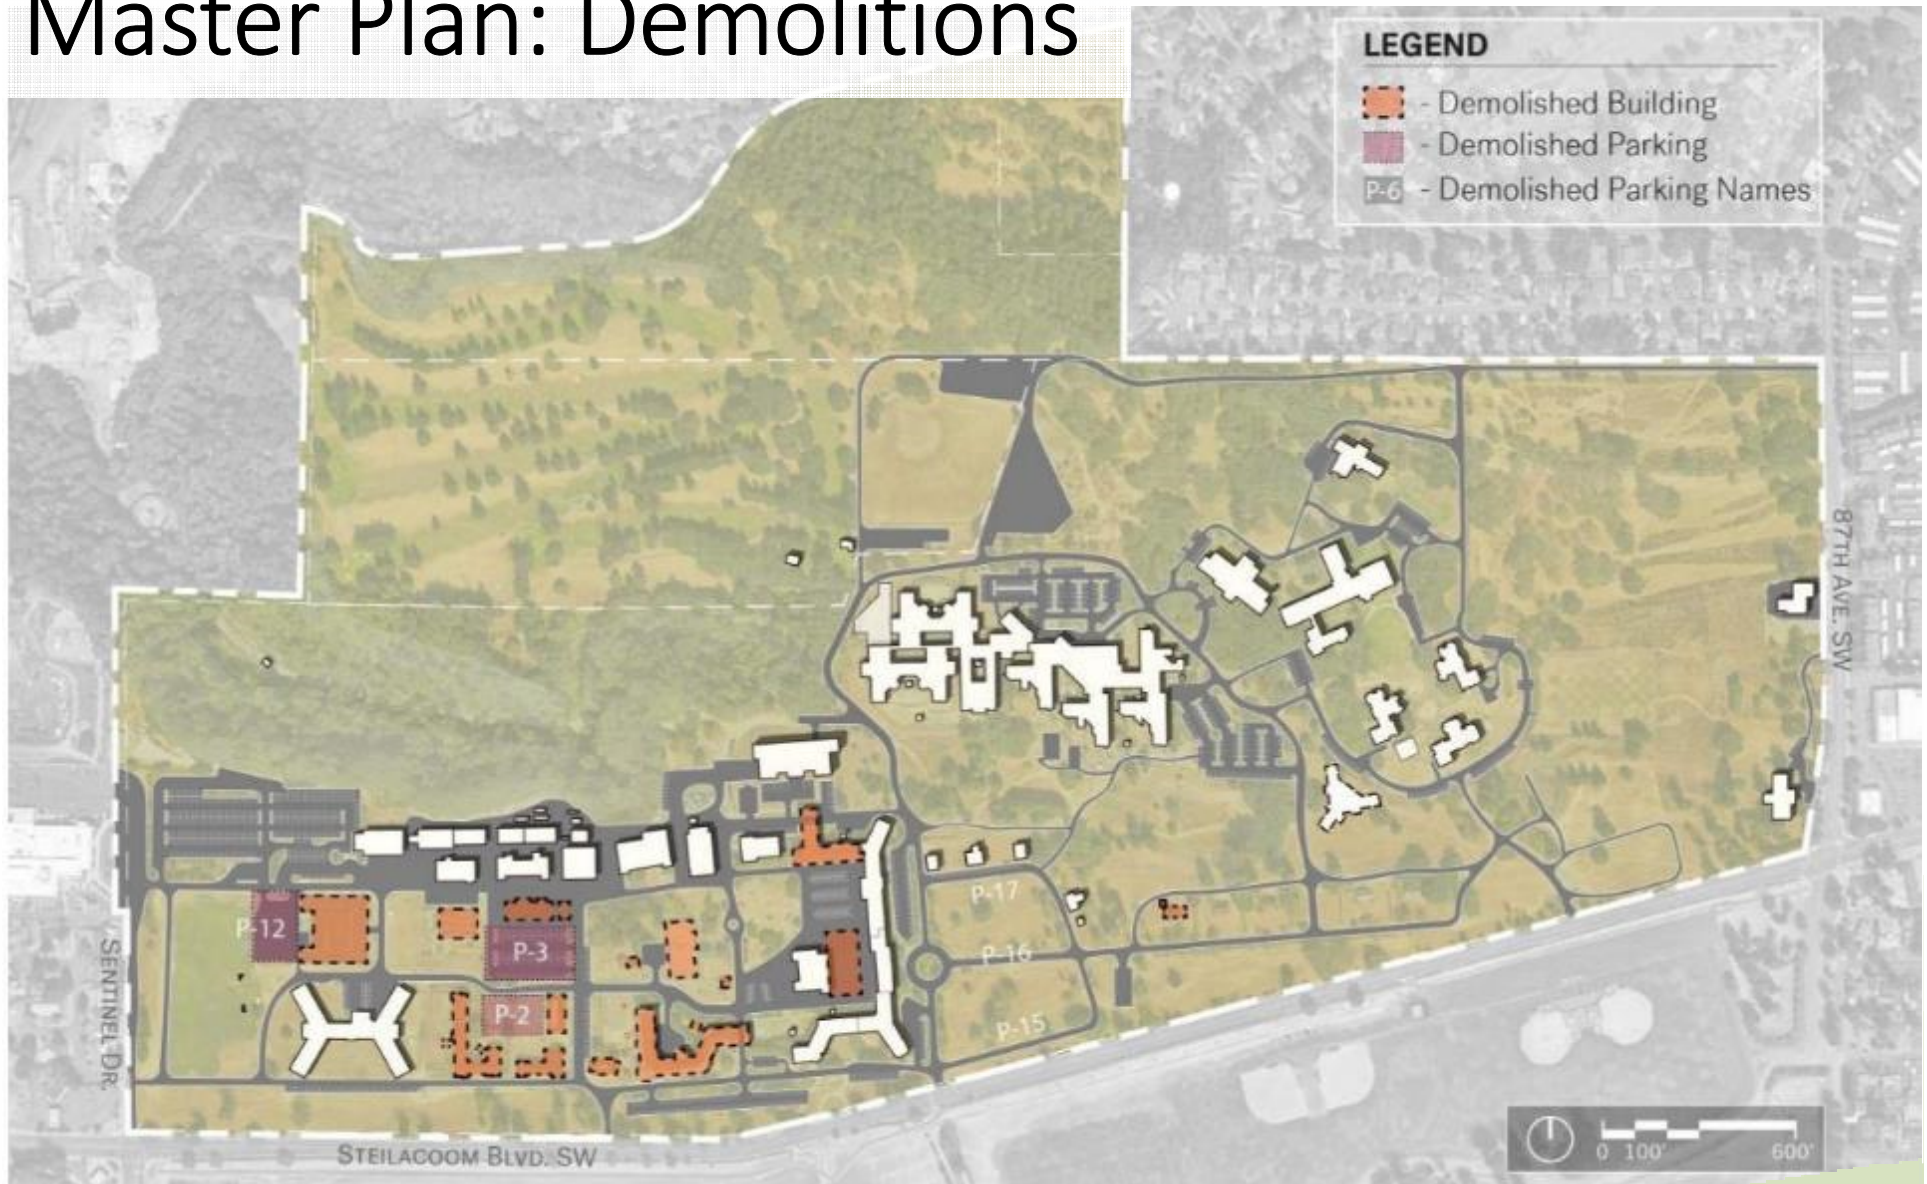 Master Plan: Demolitions
LEGEND
- Demolished Building
- Demolished Parking
P-6 - Demolished Parking Names
87TH AVE. SW
P-17
P-12
P-3
P-16
P-2
P-15
SENTINEL DR.
STEILACOOM BLVD. SW
0 100' 600'